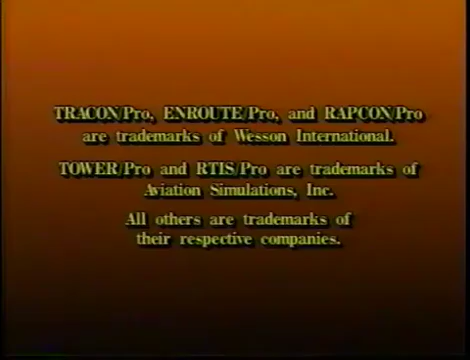 TRACON/Pro, ENROUTE/Pro, and RAPCON/Pro
are trademarks of Wesson International.
TOWER/Pro and RTIS/Pro are trademarks of
Aviation Simulations, Inc.
All others are trademarks of
their respective companies.